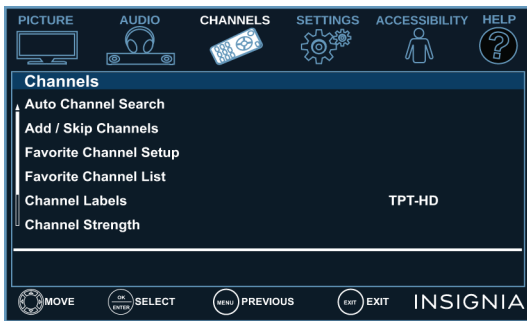 PICTURE AUDIO CHANNELS SETTINGS ACCESSIBILITY HELP
?
Channels
Auto Channel Search
Add / Skip Channels
Favorite Channel Setup
Favorite Channel List
Channel Labels TPT-HD
Channel Strength
MOVE OK ENTER SELECT MENU PREVIOUS EXIT EXIT INSIGNIA